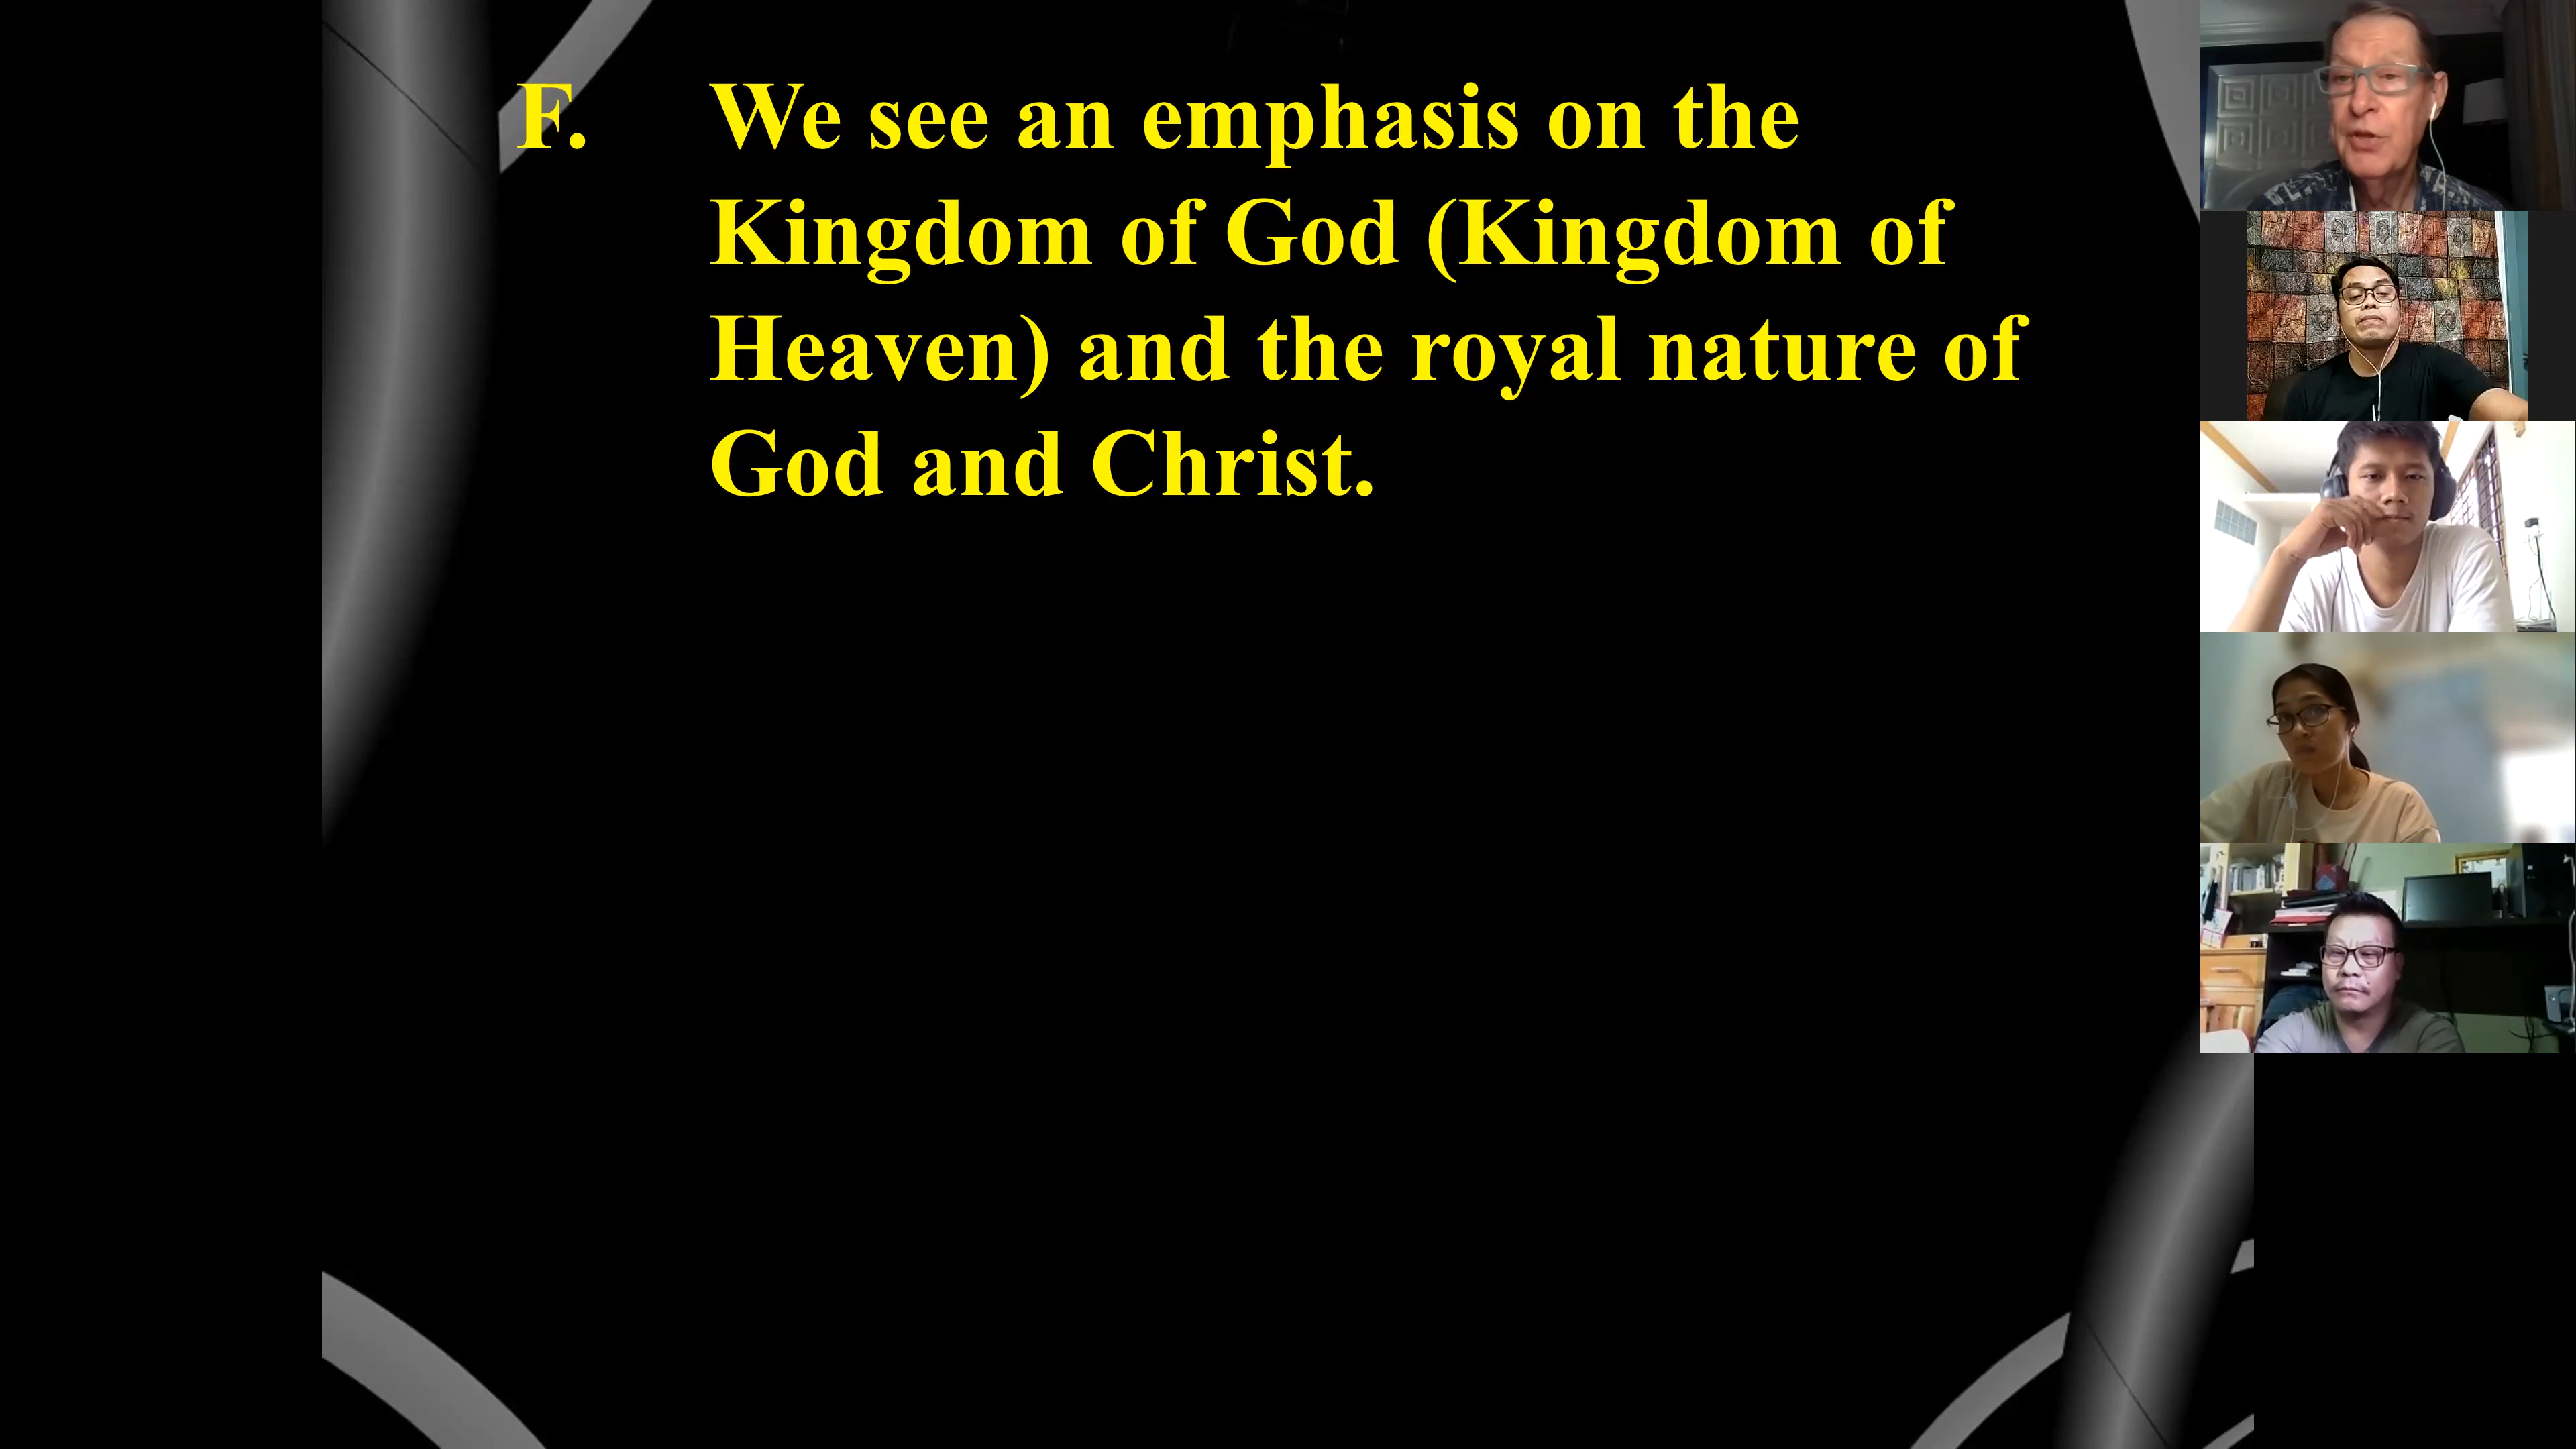 F. We see an emphasis on the
Kingdom of God (Kingdom of
Heaven) and the royal nature of
God and Christ.